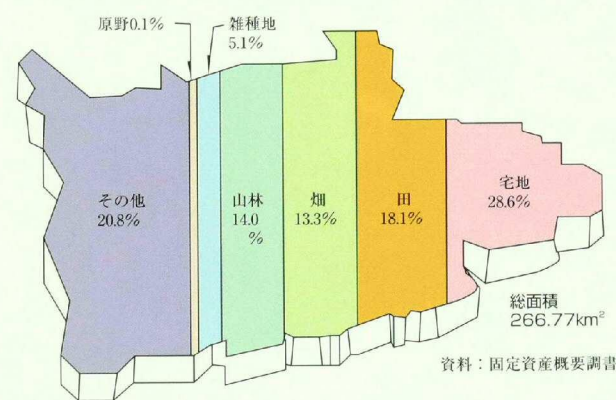 原野0.1%
雑種地
5.1%
その他
20.8%
山林
14.0
%
畑
13.3%
田
18.1%
宅地
28.6%
総面積
266.77km²
資料：固定資産概要調書